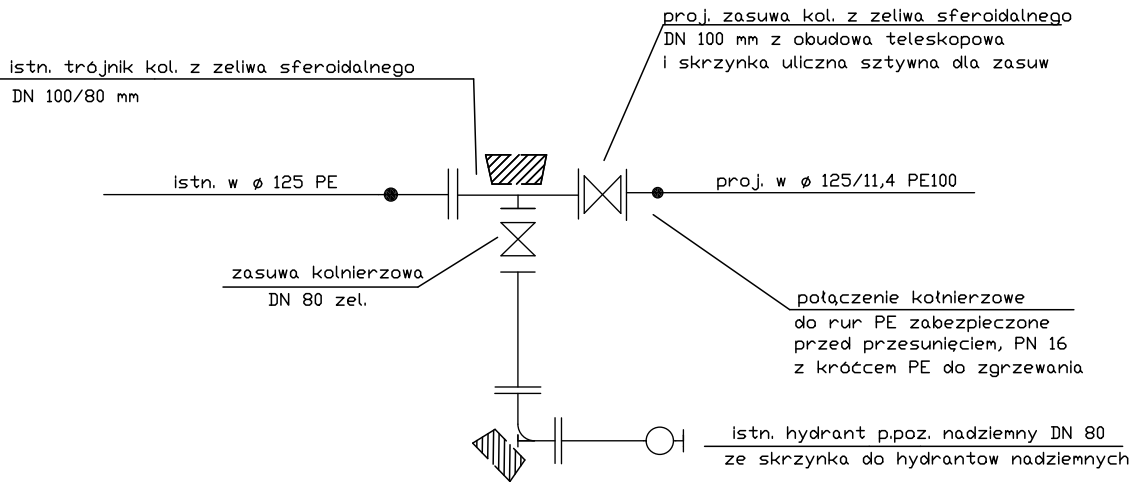 proj. zasuwa kol. z zeliwa sferoidalnego
DN 100 mm z obudowa teleskopowa
i skrzynka uliczna sztywna dla zasuw
istn. trójnik kol. z zeliwa sferoidalnego
DN 100/80 mm
istn. w ø 125 PE
proj. w ø 125/11,4 PE100
zasuwa kolnierzowa
DN 80 zel.
połączenie kołnierzowe
do rur PE zabezpieczone
przed przesunięciem, PN 16
z króćcem PE do zgrzewania
istn. hydrant p.poz. nadziemny DN 80
ze skrzynka do hydrantow nadziemnych